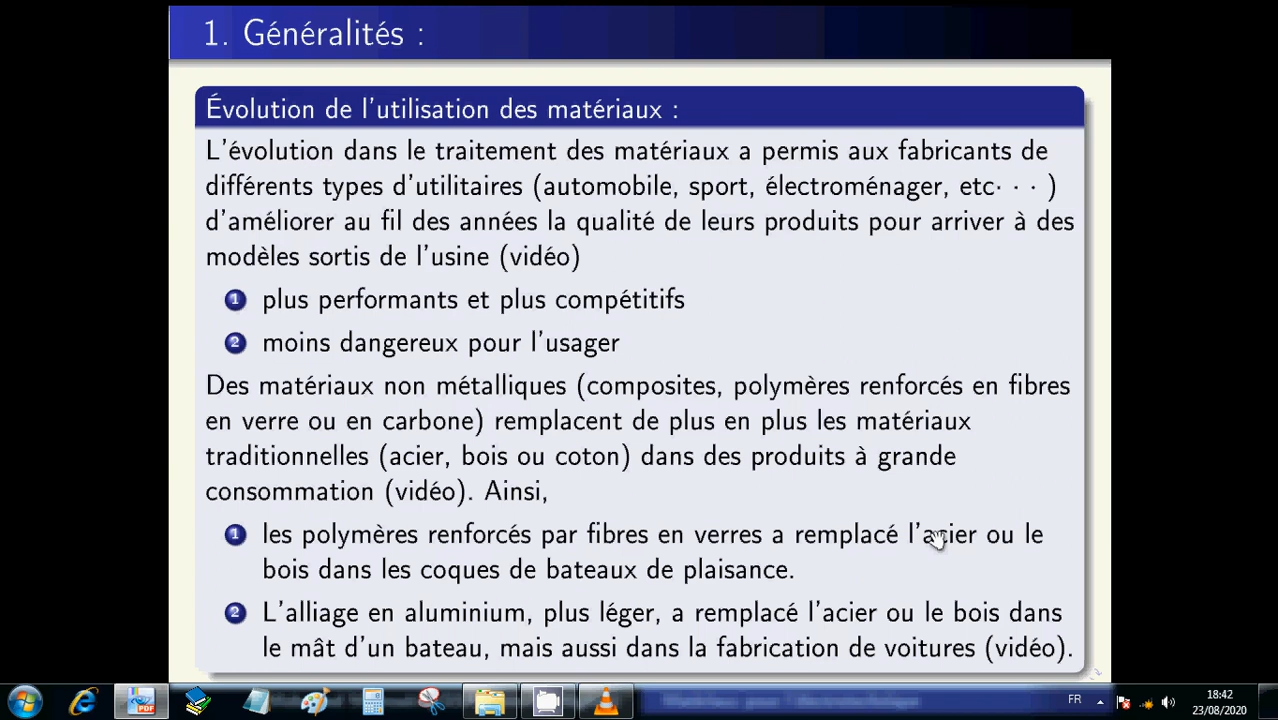 1. Généralités :
Évolution de l'utilisation des matériaux :
L'évolution dans le traitement des matériaux a permis aux fabricants de
différents types d'utilitaires (automobile, sport, électroménager, etc· · · )
d'améliorer au fil des années la qualité de leurs produits pour arriver à des
modèles sortis de l'usine (vidéo)
1 plus performants et plus compétitifs
2 moins dangereux pour l'usager
Des matériaux non métalliques (composites, polymères renforcés en fibres
en verre ou en carbone) remplacent de plus en plus les matériaux
traditionnelles (acier, bois ou coton) dans des produits à grande
consommation (vidéo). Ainsi,
1 les polymères renforcés par fibres en verres a remplacé l'acier ou le
bois dans les coques de bateaux de plaisance.
2 L'alliage en aluminium, plus léger, a remplacé l'acier ou le bois dans
le mât d'un bateau, mais aussi dans la fabrication de voitures (vidéo).
PDF
FR
18:42
23/08/2020